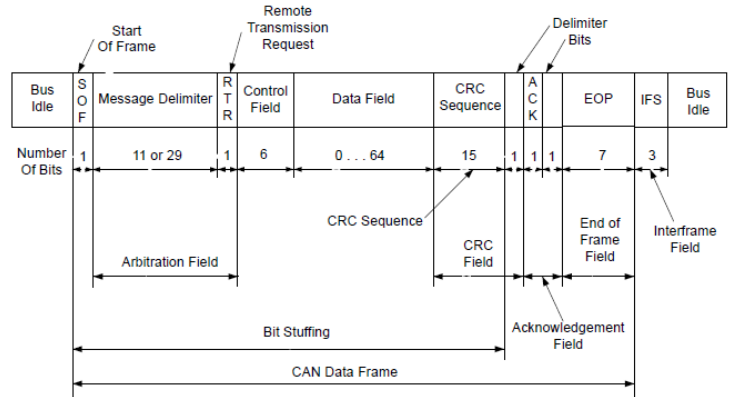 Start
Of Frame
Remote
Transmission
Request
Delimiter
Bits
Bus
Idle
SOF
Message Delimiter
RTR
Control
Field
Data Field
CRC
Sequence
ACK
EOP
IFS
Bus
Idle
Number
Of Bits
1
11 or 29
1
6
0 . . . 64
15
1
1
1
7
3
CRC Sequence
Arbitration Field
CRC
Field
End of
Frame
Field
Interframe
Field
Acknowledgement
Field
Bit Stuffing
CAN Data Frame